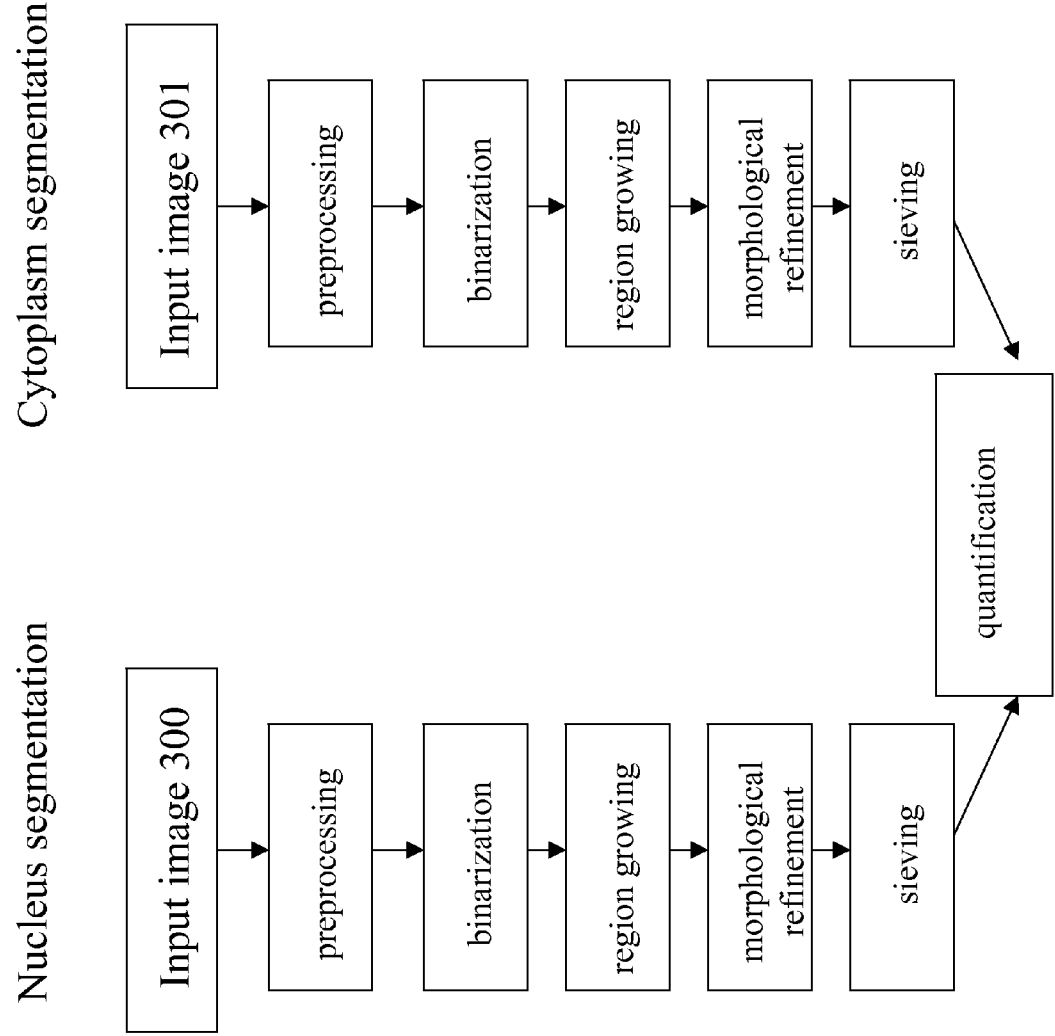 Nucleus segmentation
Input image 300
preprocessing
binarization
region growing
morphological
refinement
sieving
Cytoplasm segmentation
Input image 301
preprocessing
binarization
region growing
morphological
refinement
sieving
quantification